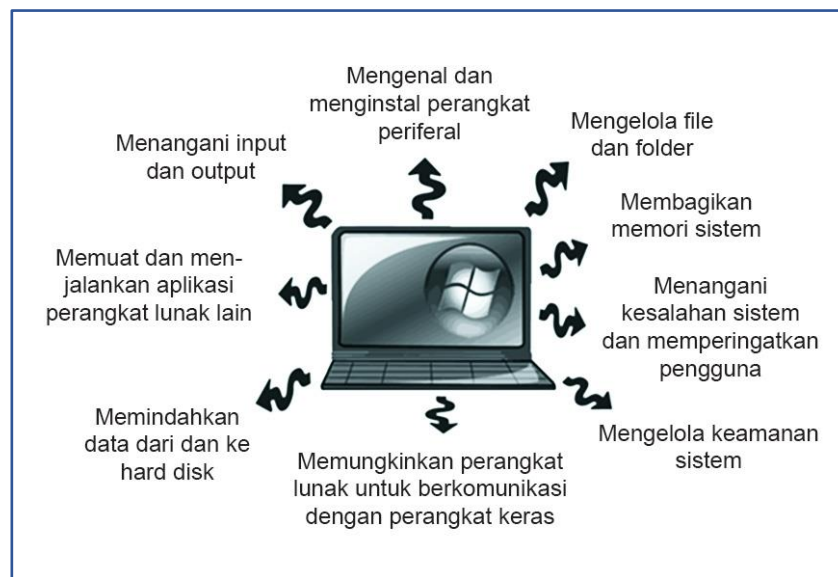 Mengenal dan
menginstal perangkat
periferal
Menangani input
dan output
Mengelola file
dan folder
Membagikan
memori sistem
Memuat dan men-
jalankan aplikasi
perangkat lunak lain
Menangani
kesalahan sistem
dan memperingatkan
pengguna
Memindahkan
data dari dan ke
hard disk
Memungkinkan perangkat
lunak untuk berkomunikasi
dengan perangkat keras
Mengelola keamanan
sistem